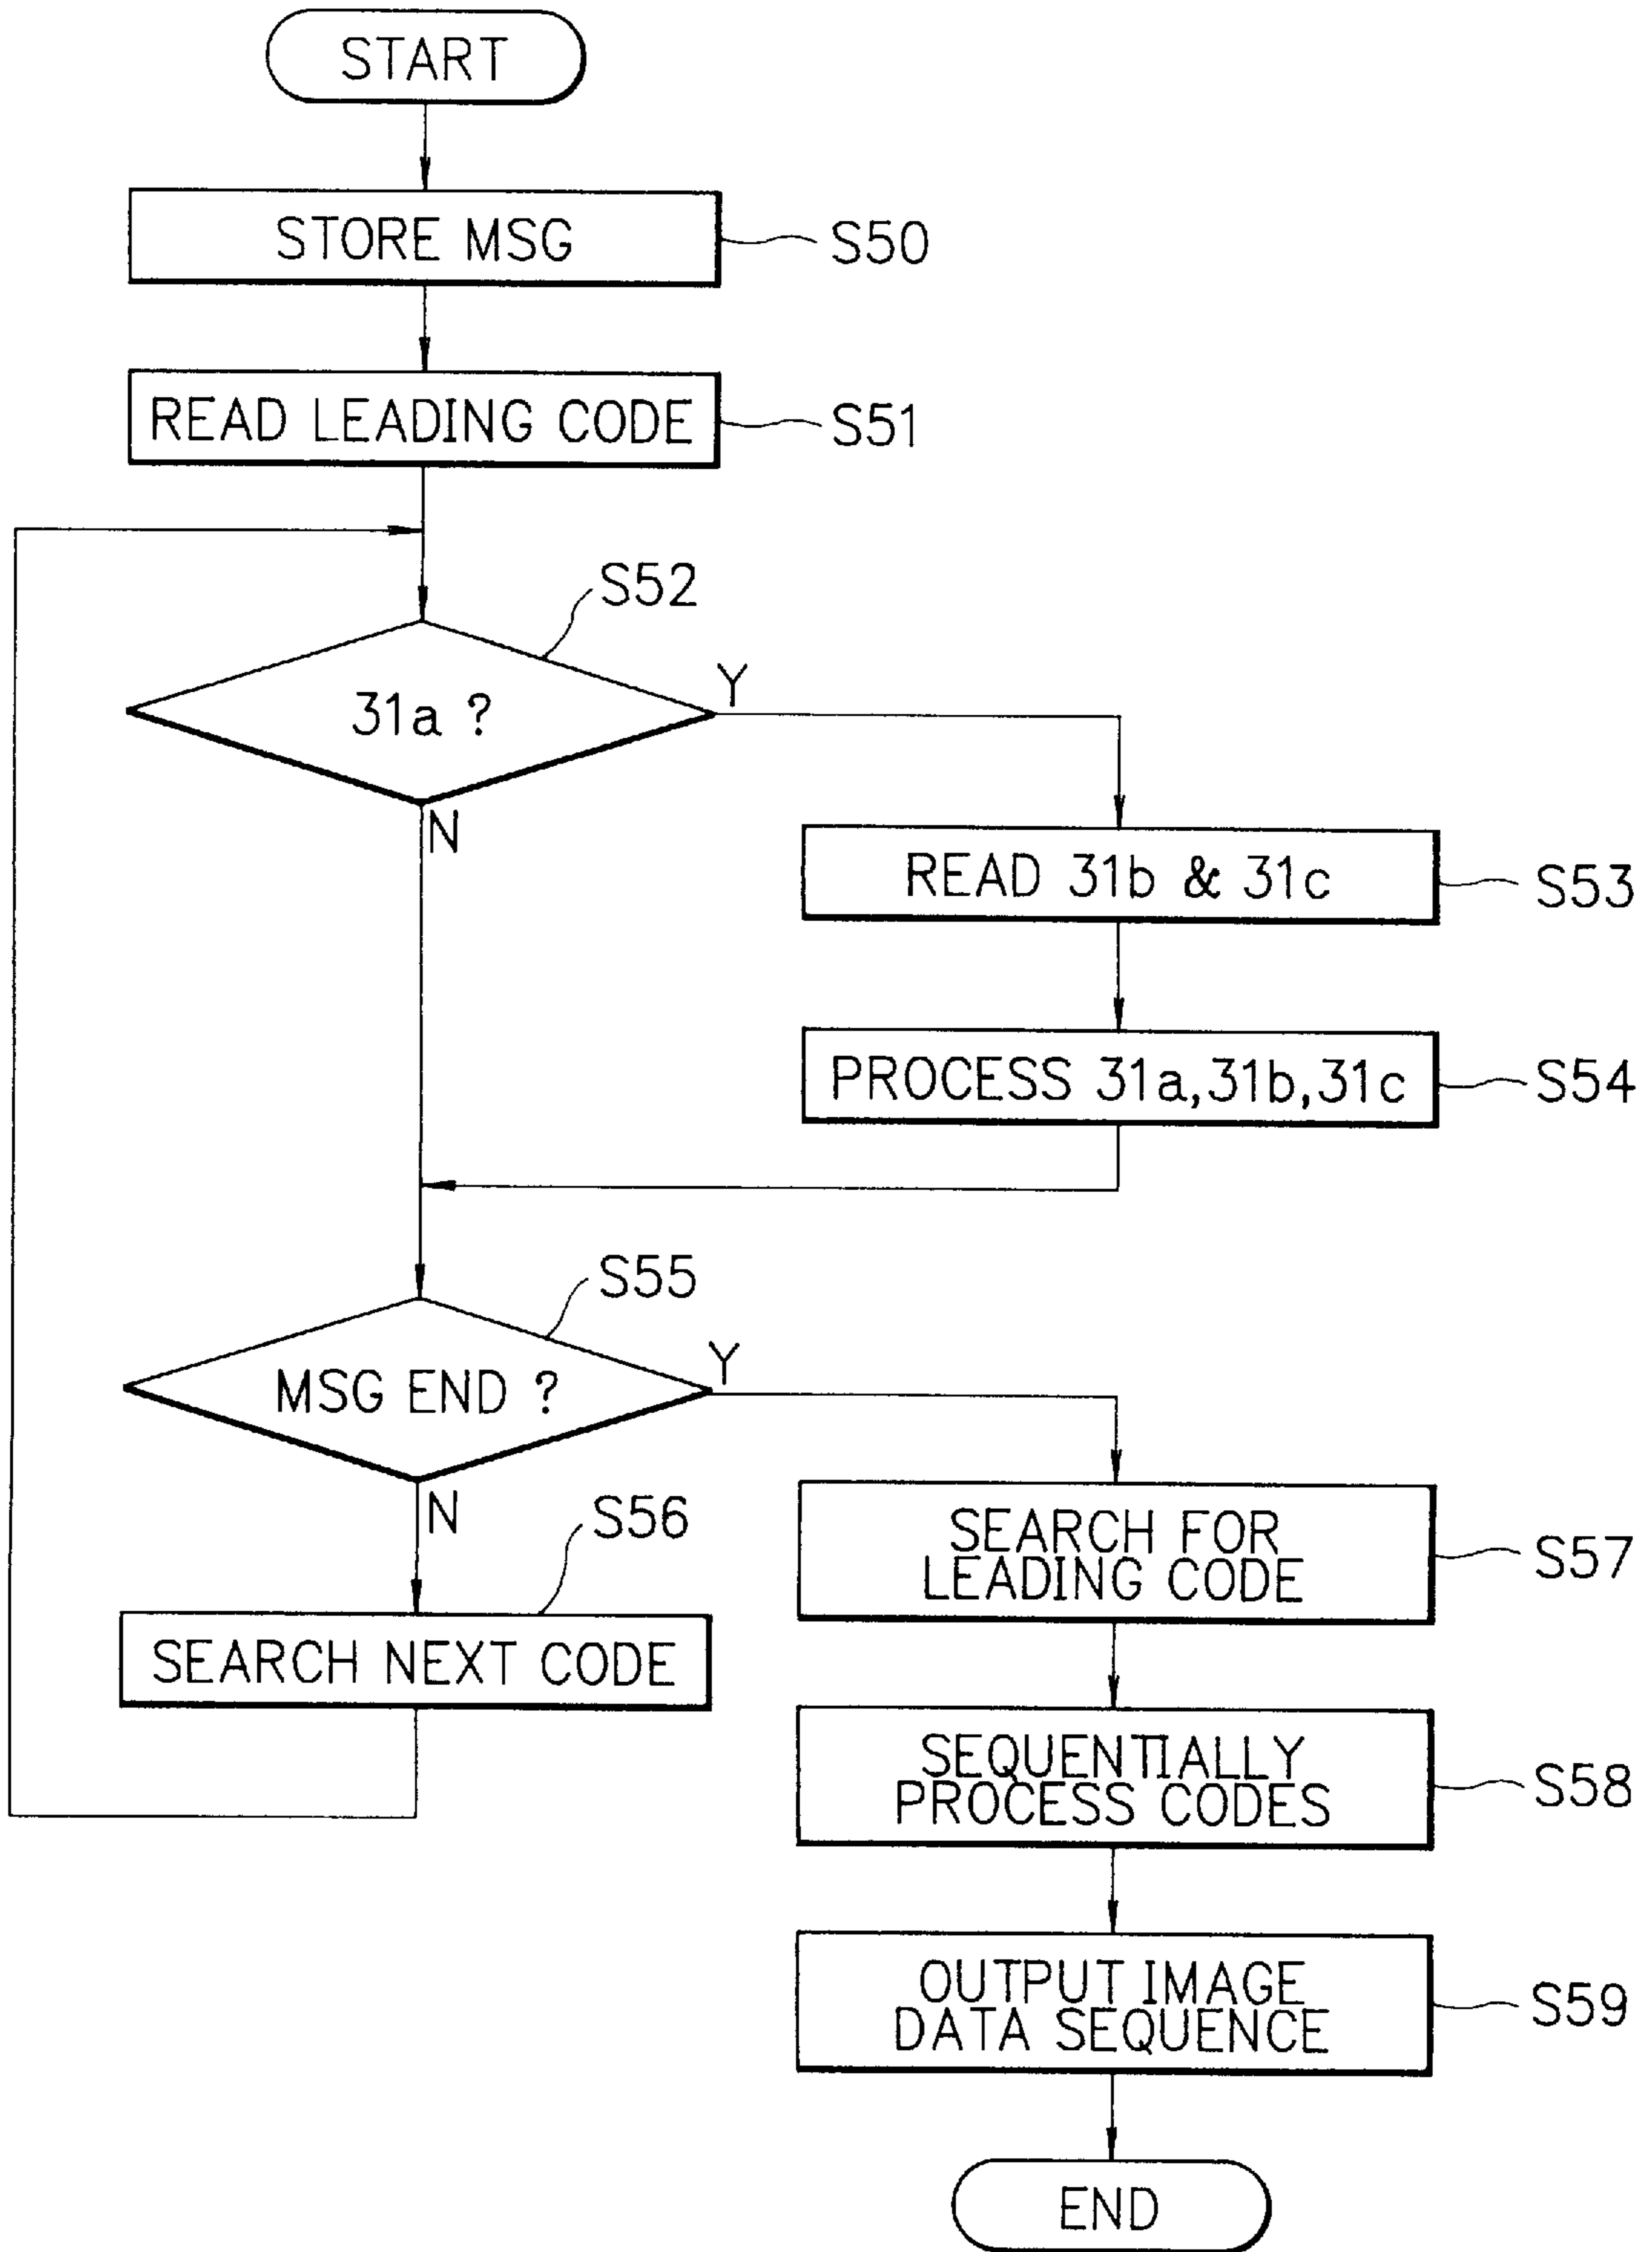 START
STORE MSG
S50
READ LEADING CODE
S51
S52
31a ?
Y
N
READ 31b & 31c
S53
PROCESS 31a,31b,31c
S54
S55
MSG END ?
Y
N
S56
SEARCH NEXT CODE
SEARCH FOR
LEADING CODE
S57
SEQUENTIALLY
PROCESS CODES
S58
OUTPUT IMAGE
DATA SEQUENCE
S59
END